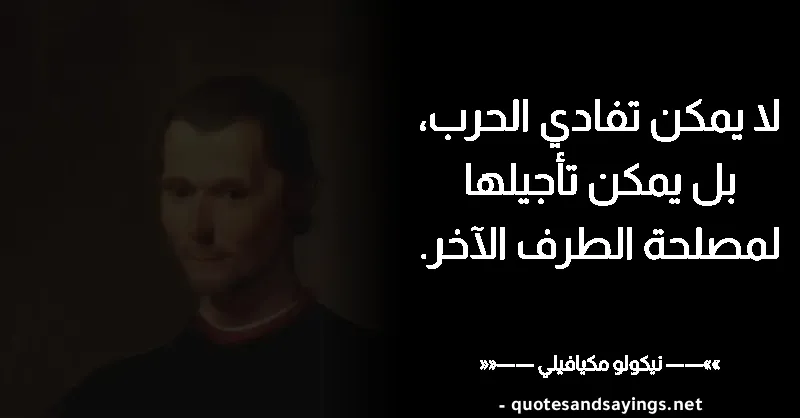 لا يمكن تفادي الحرب،
بل يمكن تأجيلها
لمصلحة الطرف الآخر.
»»—— نيكولو مكيافيلي ——««
- quotesandsayings.net